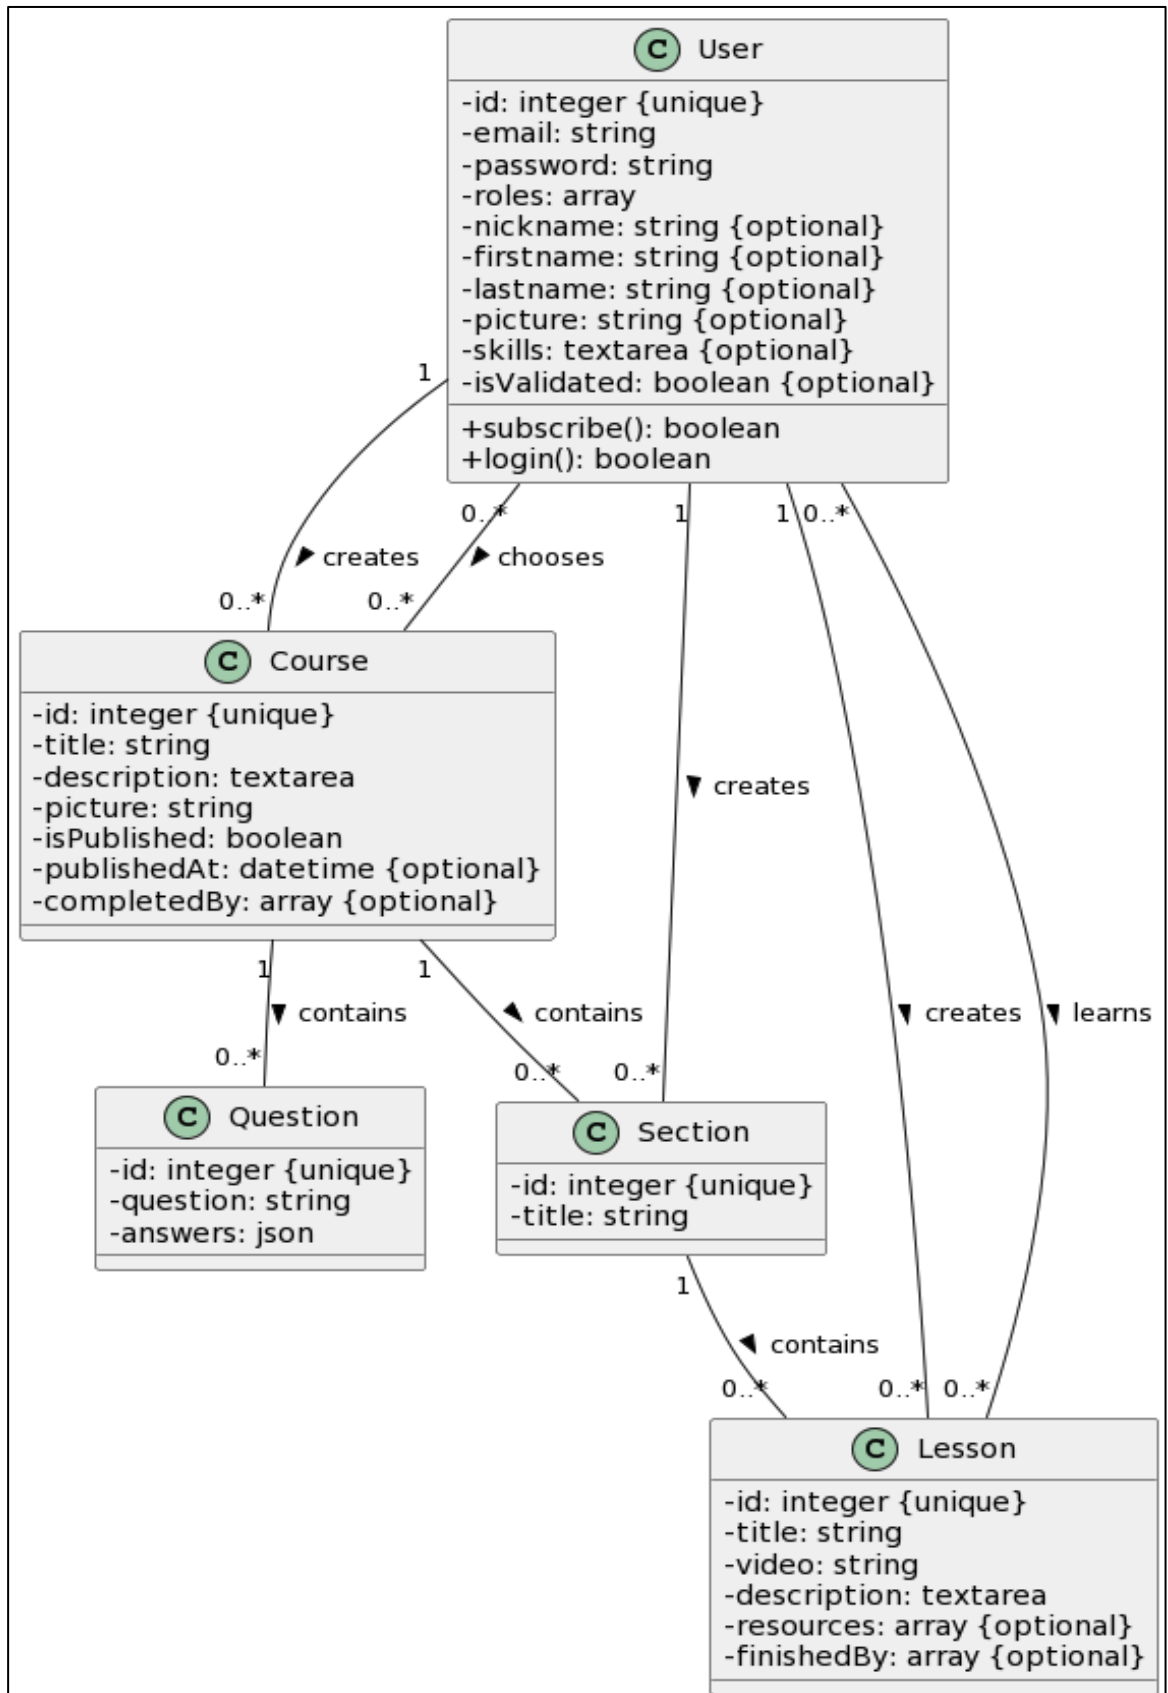 C User
-id: integer {unique}
-email: string
-password: string
-roles: array
-nickname: string {optional}
-firstname: string {optional}
-lastname: string {optional}
-picture: string {optional}
-skills: textarea {optional}
-isValidated: boolean {optional}
+subscribe(): boolean
+login(): boolean
1
0..*
1
1
0..*
creates
chooses
0..*
0..*
C Course
-id: integer {unique}
-title: string
-description: textarea
-picture: string
-isPublished: boolean
-publishedAt: datetime {optional}
-completedBy: array {optional}
creates
1
1
contains
contains
creates
learns
0..*
0..*
0..*
C Question
-id: integer {unique}
-question: string
-answers: json
C Section
-id: integer {unique}
-title: string
1
contains
0..*
0..*
0..*
C Lesson
-id: integer {unique}
-title: string
-video: string
-description: textarea
-resources: array {optional}
-finishedBy: array {optional}